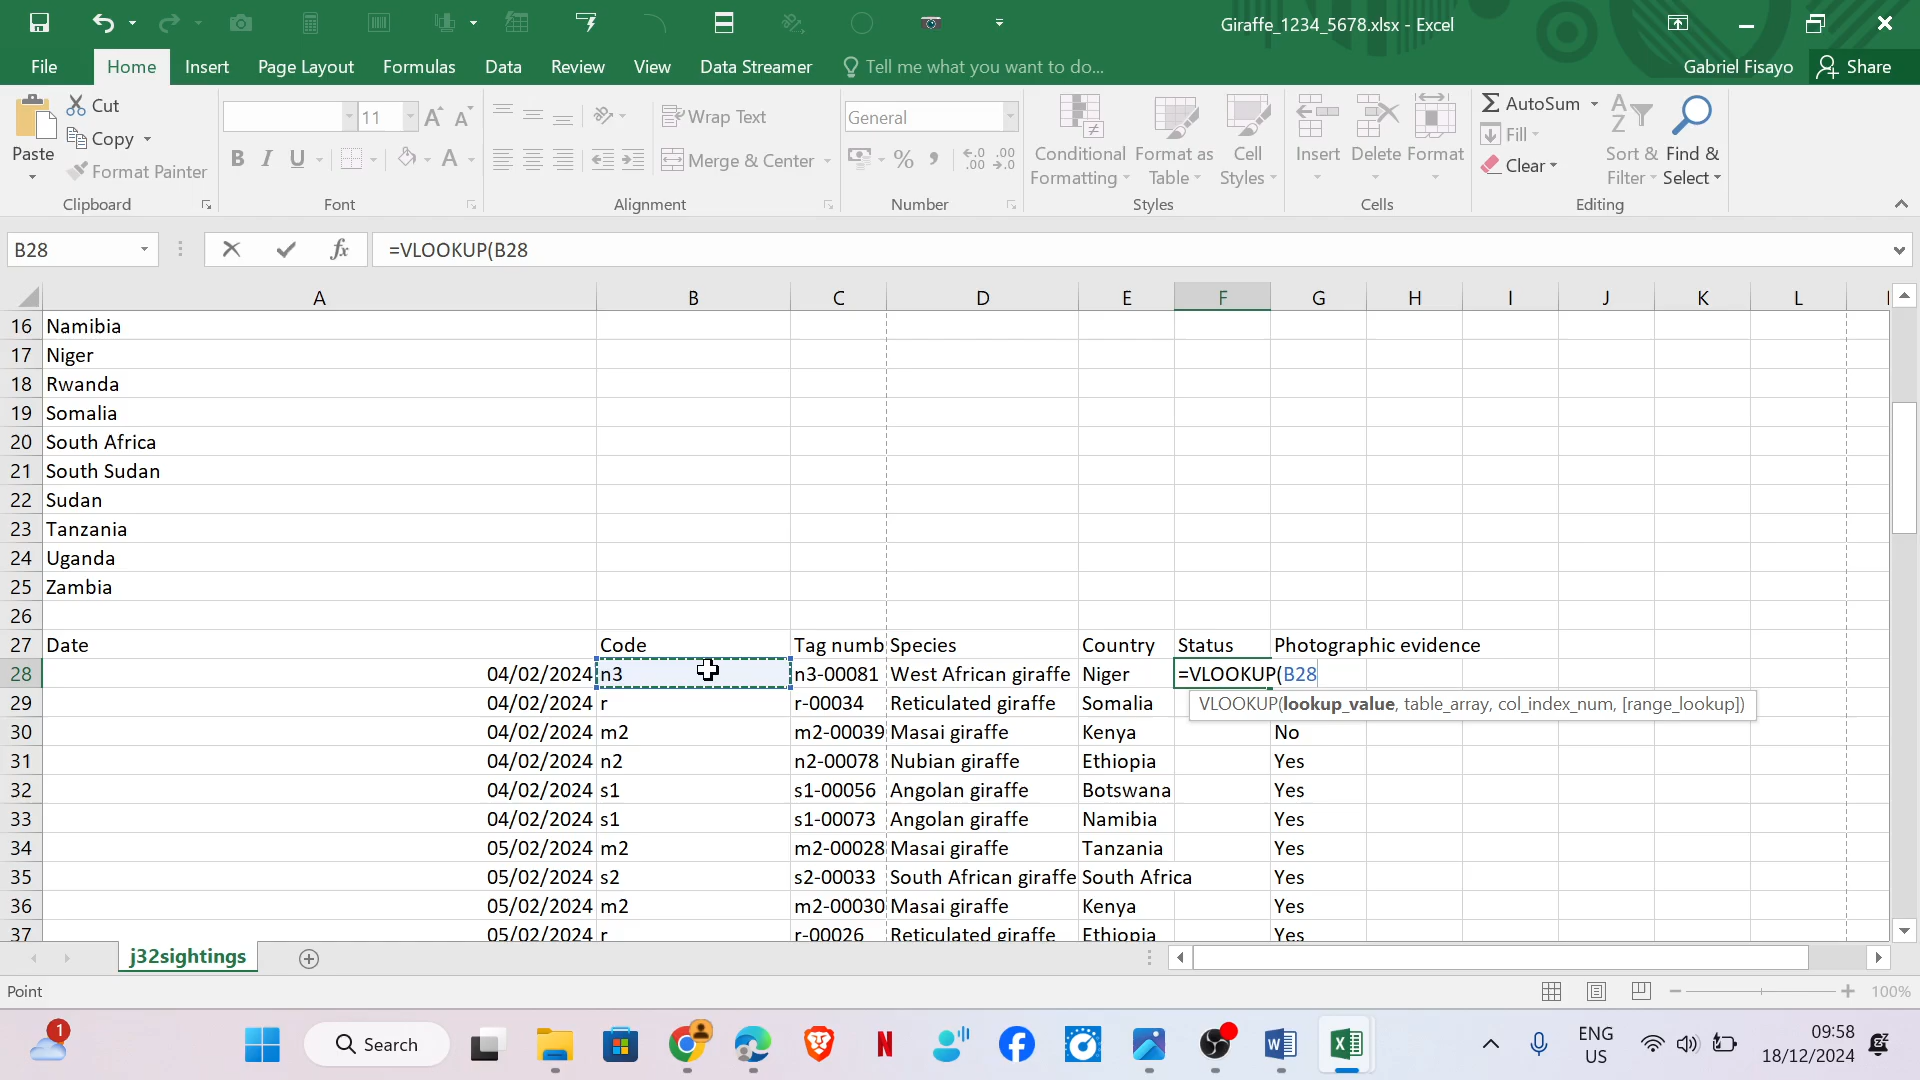 Giraffe_1234_5678.xlsx - Excel
File Home Insert Page Layout Formulas Data Review View Data Streamer Tell me what you want to do... Gabriel Fisayo Share
Cut
Copy
Format Painter
Paste
Clipboard
11
Font
Wrap Text
Merge & Center
Alignment
General
Number
Conditional Formatting
Format as Table
Cell Styles
Styles
Insert Delete Format
Cells
AutoSum
Fill
Clear
Sort & Filter
Find & Select
Editing
B28 fx =VLOOKUP(B28
A B C D E F G H I J K L
16 Namibia
17 Niger
18 Rwanda
19 Somalia
20 South Africa
21 South Sudan
22 Sudan
23 Tanzania
24 Uganda
25 Zambia
26
27 Date Code Tag numb Species Country Status Photographic evidence
28 04/02/2024 n3 n3-00081 West African giraffe Niger =VLOOKUP(B28
29 04/02/2024 r r-00034 Reticulated giraffe Somalia
VLOOKUP(lookup_value, table_array, col_index_num, [range_lookup])
30 04/02/2024 m2 m2-00039 Masai giraffe Kenya No
31 04/02/2024 n2 n2-00078 Nubian giraffe Ethiopia Yes
32 04/02/2024 s1 s1-00056 Angolan giraffe Botswana Yes
33 04/02/2024 s1 s1-00073 Angolan giraffe Namibia Yes
34 05/02/2024 m2 m2-00028 Masai giraffe Tanzania Yes
35 05/02/2024 s2 s2-00033 South African giraffe South Africa Yes
36 05/02/2024 m2 m2-00030 Masai giraffe Kenya Yes
37 05/02/2024 r r-00026 Reticulated giraffe Ethiopia Yes
j32sightings
Point 100%
1 Search ENG US 09:58 18/12/2024